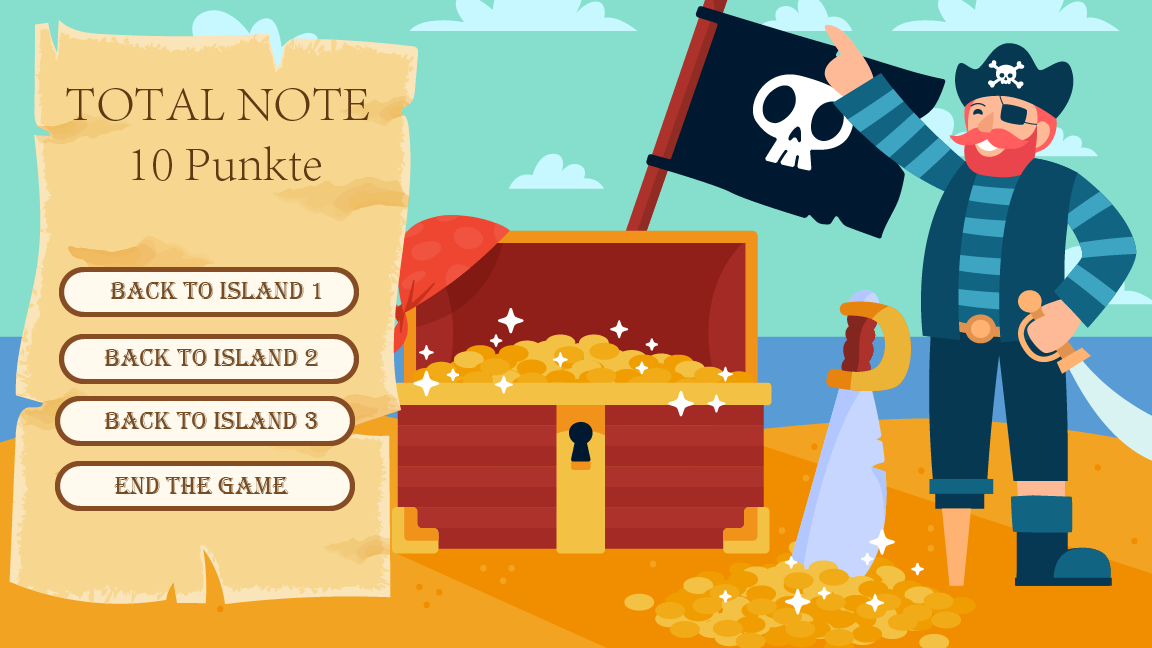 TOTAL NOTE
10 Punkte
BACK TO ISLAND 1
BACK TO ISLAND 2
BACK TO ISLAND 3
END THE GAME